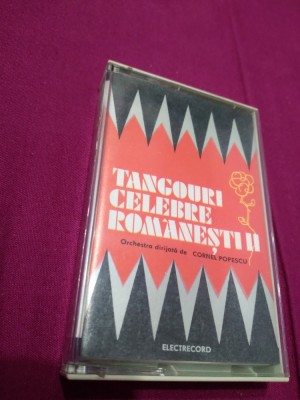 TANGOURI
CELEBRE
ROMÂNEȘTI II
Orchestra dirijată de CORNEL POPESCU
ELECTRECORD